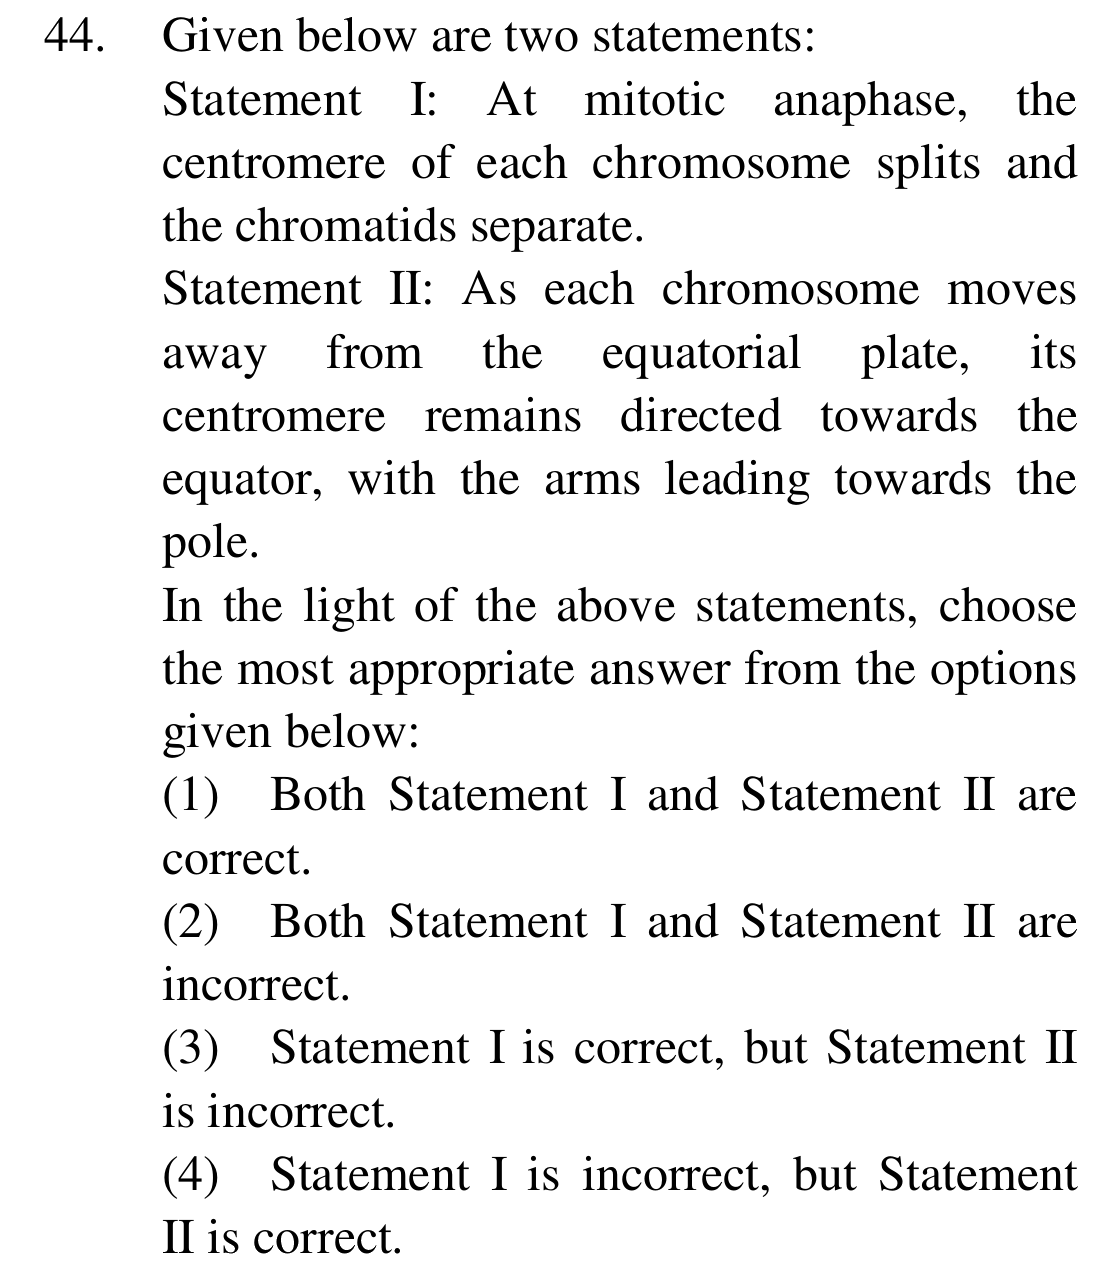 44. Given below are two statements:
Statement I: At mitotic anaphase, the
centromere of each chromosome splits and
the chromatids separate.
Statement II: As each chromosome moves
away from the equatorial plate, its
centromere remains directed towards the
equator, with the arms leading towards the
pole.
In the light of the above statements, choose
the most appropriate answer from the options
given below:
(1) Both Statement I and Statement II are
correct.
(2) Both Statement I and Statement II are
incorrect.
(3) Statement I is correct, but Statement II
is incorrect.
(4) Statement I is incorrect, but Statement
II is correct.